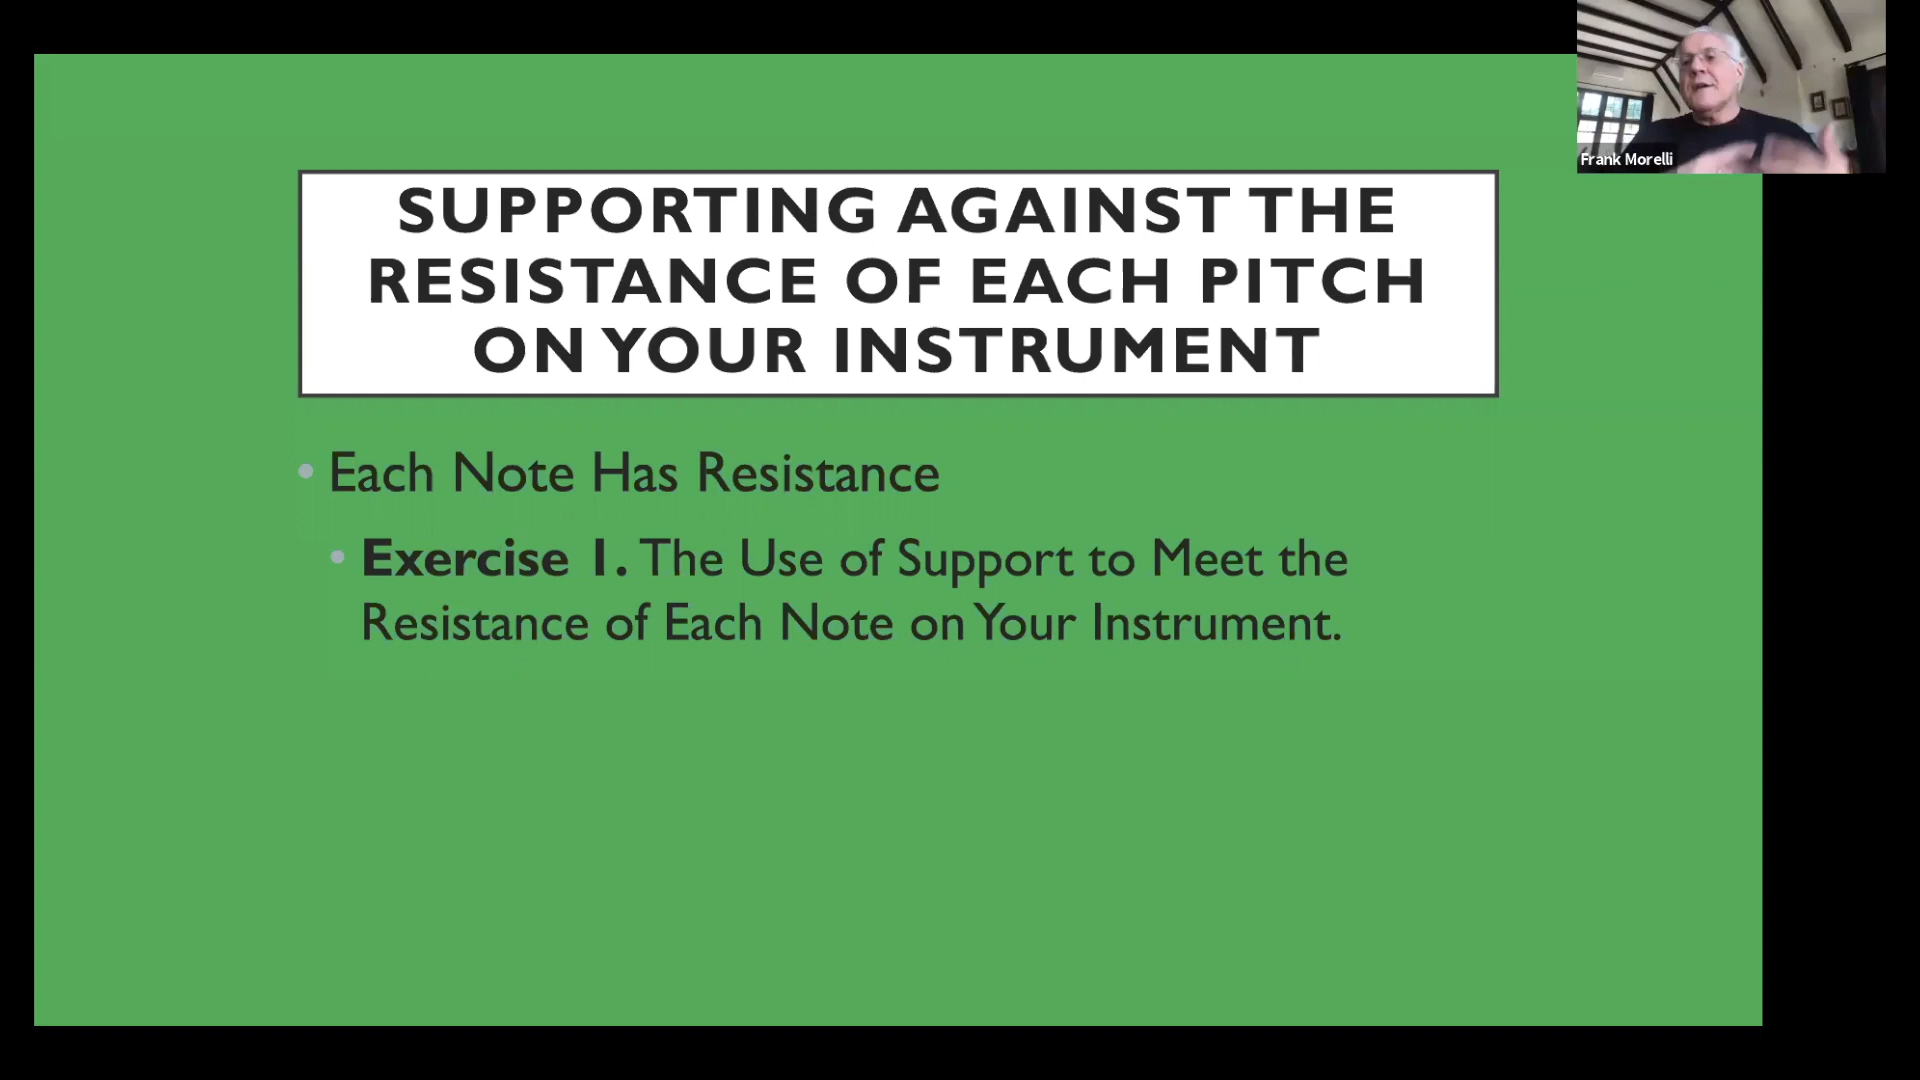 Frank Morelli
SUPPORTING AGAINST THE
RESISTANCE OF EACH PITCH
ON YOUR INSTRUMENT
• Each Note Has Resistance
• Exercise 1. The Use of Support to Meet the
Resistance of Each Note on Your Instrument.